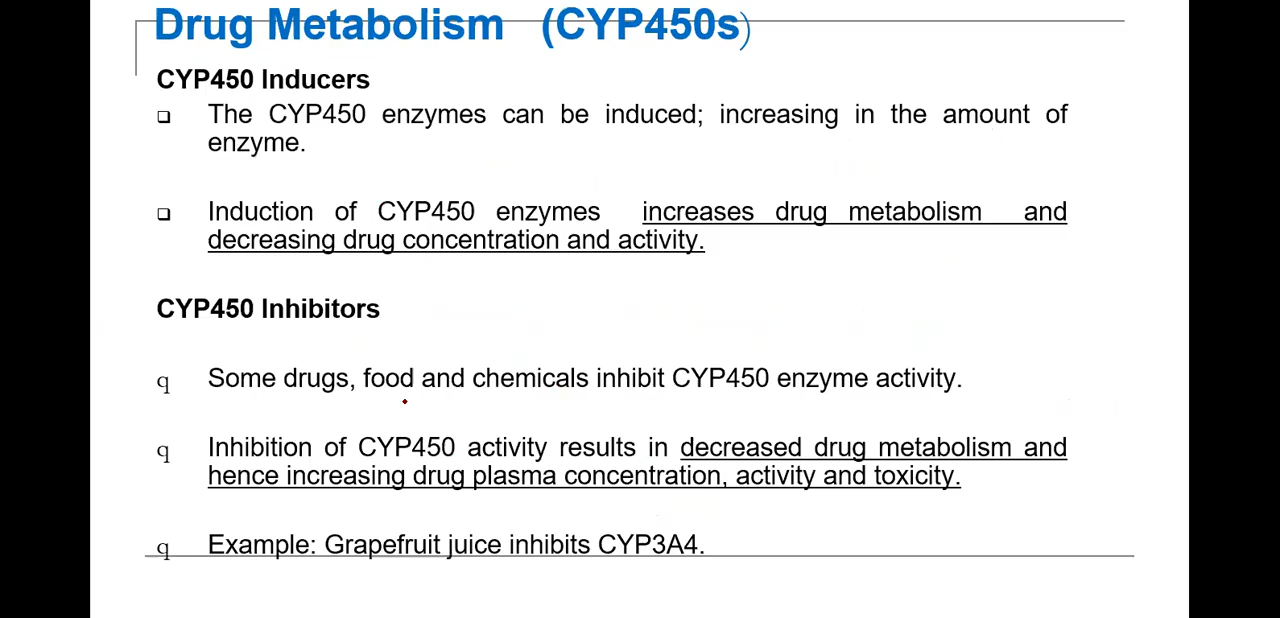 Drug Metabolism (CYP450s)
CYP450 Inducers
❑ The CYP450 enzymes can be induced; increasing in the amount of
enzyme.
❑ Induction of CYP450 enzymes increases drug metabolism and
decreasing drug concentration and activity.
CYP450 Inhibitors
q Some drugs, food and chemicals inhibit CYP450 enzyme activity.
q Inhibition of CYP450 activity results in decreased drug metabolism and
hence increasing drug plasma concentration, activity and toxicity.
q Example: Grapefruit juice inhibits CYP3A4.